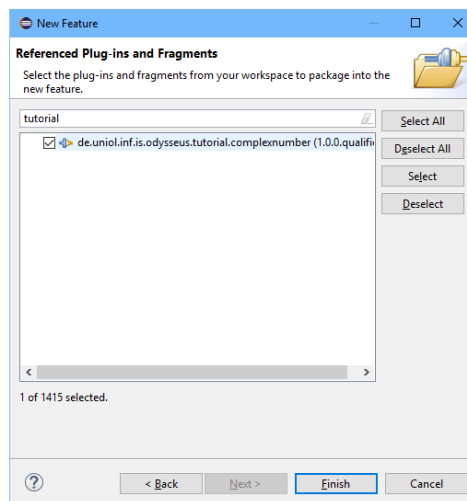 New Feature
Referenced Plug-ins and Fragments
Select the plug-ins and fragments from your workspace to package into the
new feature.
tutorial
Select All
de.uniol.inf.is.odysseus.tutorial.complexnumber (1.0.0.qualifi
Deselect All
Select
Deselect
1 of 1415 selected.
? < Back Next > Finish Cancel